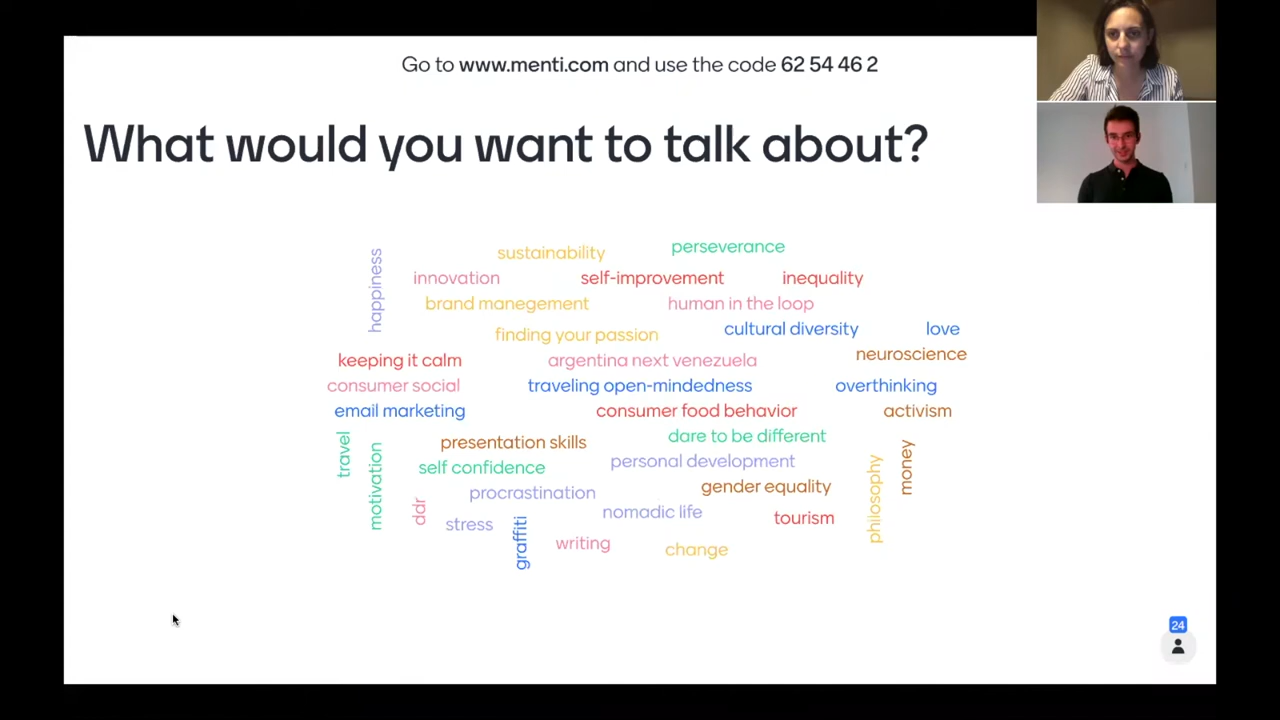 Go to www.menti.com and use the code 62 54 46 2
What would you want to talk about?
perseverance
sustainability
happiness
innovation
self-improvement
inequality
brand manegement
human in the loop
finding your passion
cultural diversity
love
keeping it calm
argentina next venezuela
neuroscience
consumer social
traveling open-mindedness
overthinking
email marketing
consumer food behavior
activism
travel
motivation
presentation skills
dare to be different
self confidence
personal development
philosophy
money
procrastination
gender equality
ddr
stress
graffiti
nomadic life
tourism
writing
change
24